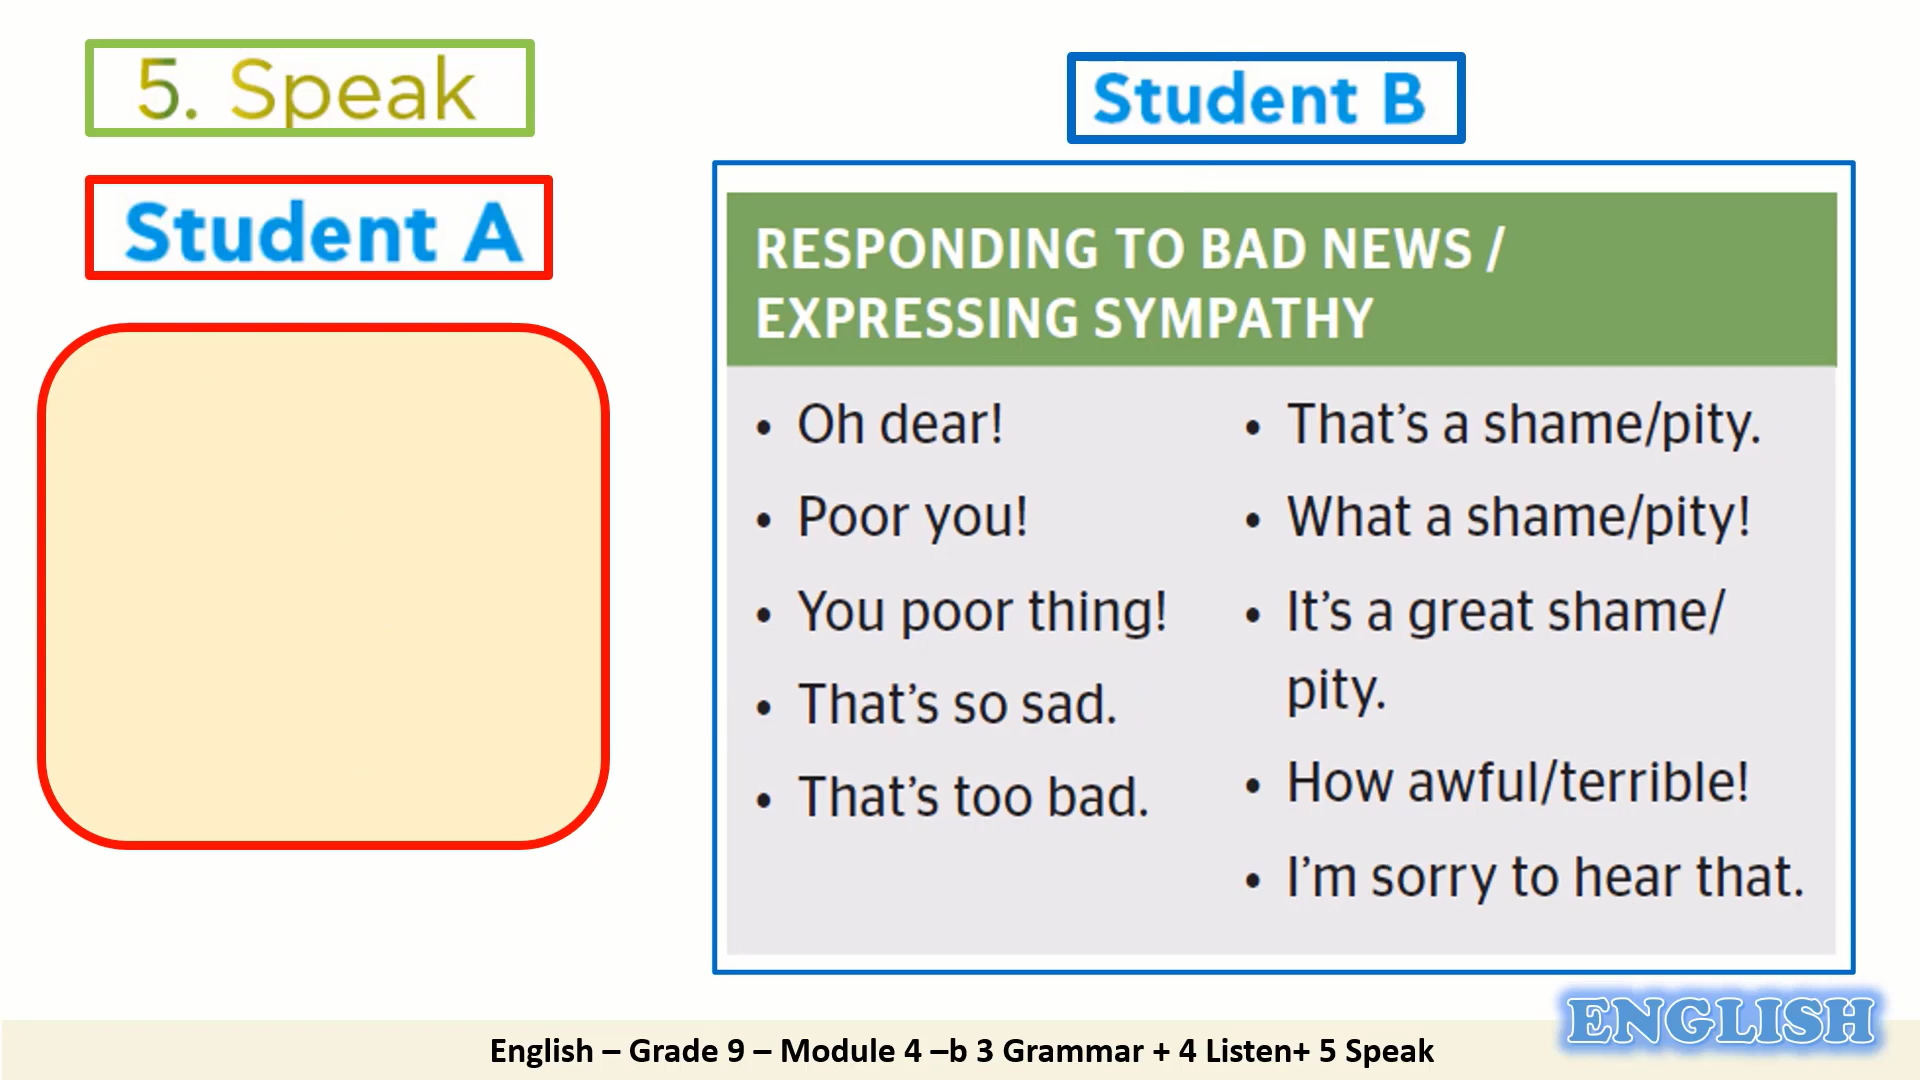 5. Speak
Student A
Student B
RESPONDING TO BAD NEWS /
EXPRESSING SYMPATHY
• Oh dear!
• Poor you!
• You poor thing!
• That’s so sad.
• That’s too bad.
• That’s a shame/pity.
• What a shame/pity!
• It’s a great shame/
pity.
• How awful/terrible!
• I’m sorry to hear that.
ENGLISH
English – Grade 9 – Module 4 –b 3 Grammar + 4 Listen+ 5 Speak